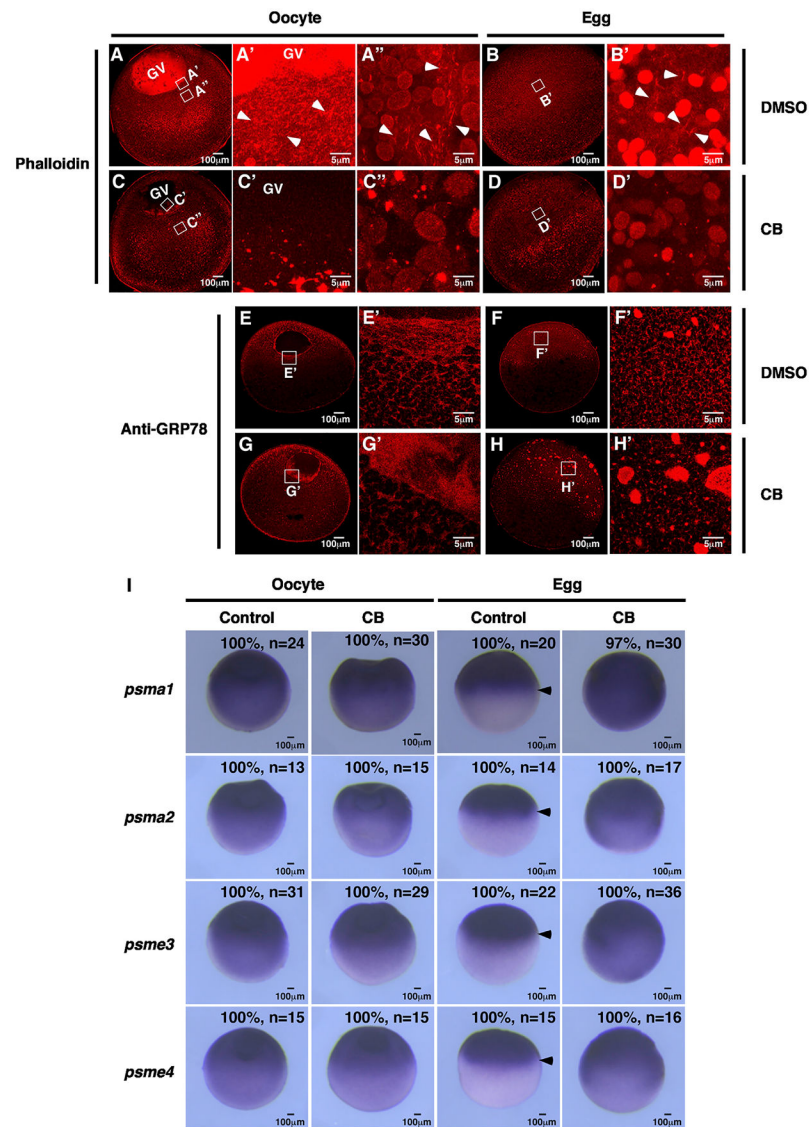 Oocyte Egg
A GV A' A'' 100μm
A' GV 5μm
A'' 5μm
B B' 100μm
B' 5μm
DMSO
Phalloidin
C GV C' C'' 100μm
C' GV 5μm
C'' 5μm
D D' 100μm
D' 5μm
CB
E E' 100μm
E' 5μm
F F' 100μm
F' 5μm
DMSO
Anti-GRP78
G G' 100μm
G' 5μm
H H' 100μm
H' 5μm
CB
I
Oocyte Egg
Control CB Control CB
psma1
100%, n=24 100%, n=30 100%, n=20 97%, n=30
100μm 100μm 100μm 100μm
psma2
100%, n=13 100%, n=15 100%, n=14 100%, n=17
100μm 100μm 100μm 100μm
psme3
100%, n=31 100%, n=29 100%, n=22 100%, n=36
100μm 100μm 100μm 100μm
psme4
100%, n=15 100%, n=15 100%, n=15 100%, n=16
100μm 100μm 100μm 100μm